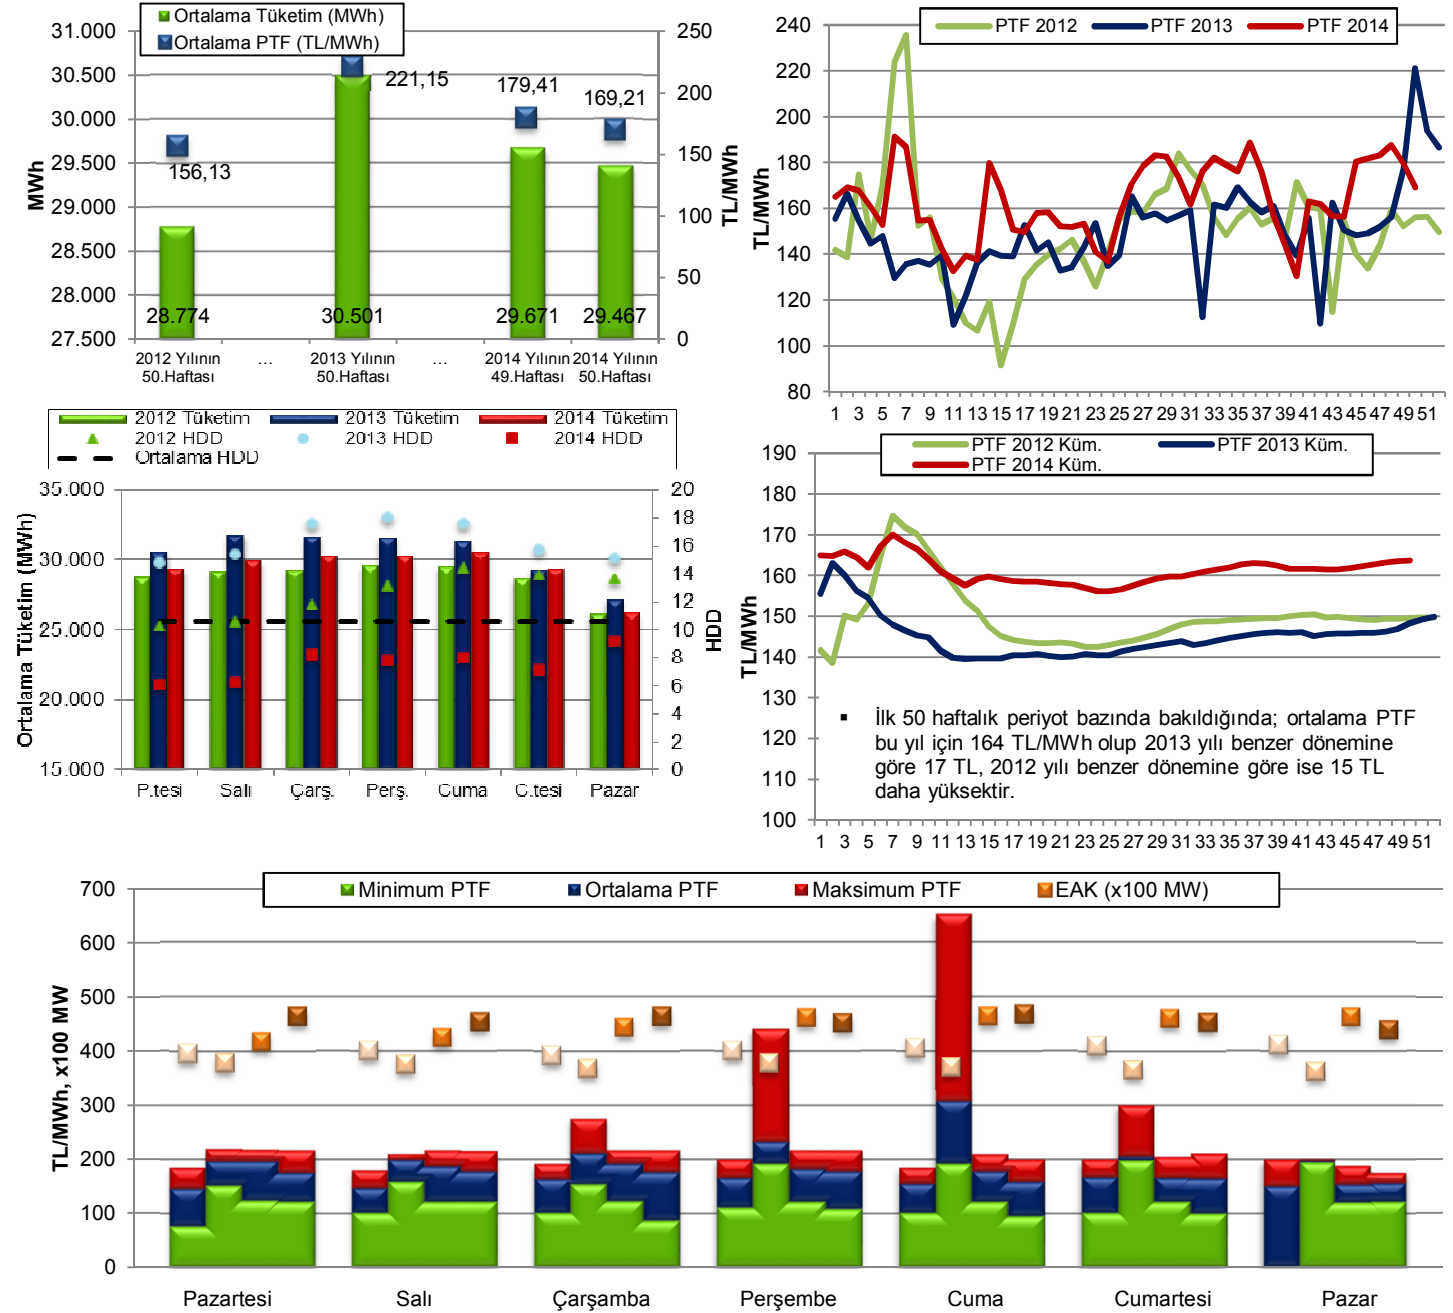 Ortalama Tüketim (MWh)
Ortalama PTF (TL/MWh)
31.000
30.500
30.000
29.500
29.000
28.500
28.000
27.500
MWh
250
200
150
100
50
0
TL/MWh
156,13
221,15
179,41
169,21
28.774
30.501
29.671
29.467
2012 Yılının
50.Haftası
...
2013 Yılının
50.Haftası
...
2014 Yılının
49.Haftası
2014 Yılının
50.Haftası
PTF 2012 PTF 2013 PTF 2014
240
220
200
180
160
140
120
100
80
TL/MWh
1 3 5 7 9 11 13 15 17 19 21 23 25 27 29 31 33 35 37 39 41 43 45 47 49 51
2012 Tüketim 2013 Tüketim 2014 Tüketim
2012 HDD 2013 HDD 2014 HDD
Ortalama HDD
35.000
30.000
25.000
20.000
15.000
Ortalama Tüketim (MWh)
20
18
16
14
12
10
8
6
4
2
0
HDD
P.tesi Salı Çarş. Perş. Cuma C.tesi Pazar
PTF 2012 Küm. PTF 2013 Küm.
PTF 2014 Küm.
190
180
170
160
150
140
130
120
110
100
TL/MWh
▪ İlk 50 haftalık periyot bazında bakıldığında; ortalama PTF
bu yıl için 164 TL/MWh olup 2013 yılı benzer dönemine
göre 17 TL, 2012 yılı benzer dönemine göre ise 15 TL
daha yüksektir.
1 3 5 7 9 11 13 15 17 19 21 23 25 27 29 31 33 35 37 39 41 43 45 47 49 51
Minimum PTF Ortalama PTF Maksimum PTF EAK (x100 MW)
700
600
500
400
300
200
100
0
TL/MWh, x100 MW
Pazartesi Salı Çarşamba Perşembe Cuma Cumartesi Pazar